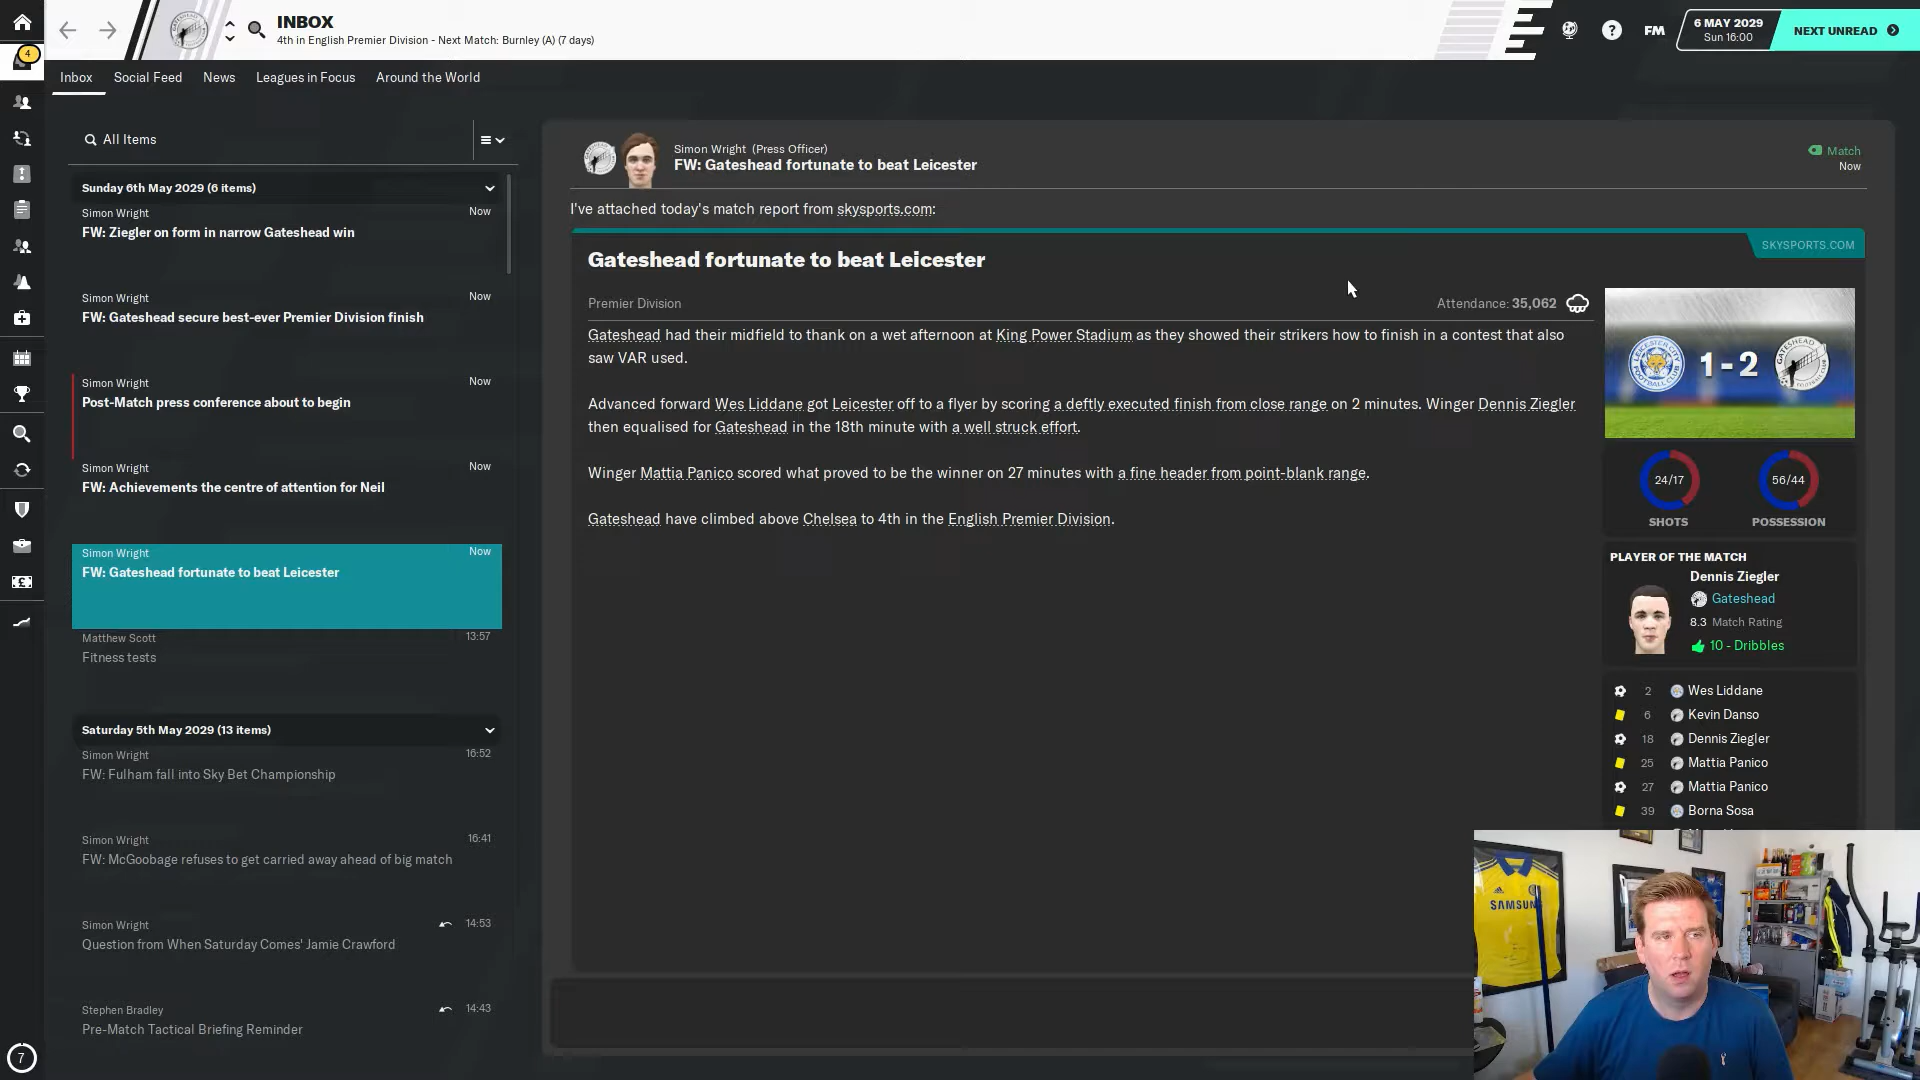 INBOX
4th in English Premier Division - Next Match: Burnley (A) (7 days)
FM
6 MAY 2029
Sun 16:00
NEXT UNREAD
4
Inbox
Social Feed
News
Leagues in Focus
Around the World
All Items
Sunday 6th May 2029 (6 items)
Simon Wright
Now
FW: Ziegler on form in narrow Gateshead win
Simon Wright
Now
FW: Gateshead secure best-ever Premier Division finish
Simon Wright
Now
Post-Match press conference about to begin
Simon Wright
Now
FW: Achievements the centre of attention for Neil
Simon Wright
Now
FW: Gateshead fortunate to beat Leicester
Matthew Scott
13:57
Fitness tests
Saturday 5th May 2029 (13 items)
Simon Wright
16:52
FW: Fulham fall into Sky Bet Championship
Simon Wright
16:41
FW: McGoobage refuses to get carried away ahead of big match
Simon Wright
14:53
Question from When Saturday Comes' Jamie Crawford
Stephen Bradley
14:43
Pre-Match Tactical Briefing Reminder
7
Simon Wright (Press Officer)
FW: Gateshead fortunate to beat Leicester
Match
Now
I've attached today's match report from skysports.com:
SKYSPORTS.COM
Gateshead fortunate to beat Leicester
Premier Division
Attendance: 35,062
Gateshead had their midfield to thank on a wet afternoon at King Power Stadium as they showed their strikers how to finish in a contest that also
saw VAR used.
Advanced forward Wes Liddane got Leicester off to a flyer by scoring a deftly executed finish from close range on 2 minutes. Winger Dennis Ziegler
then equalised for Gateshead in the 18th minute with a well struck effort.
Winger Mattia Panico scored what proved to be the winner on 27 minutes with a fine header from point-blank range.
Gateshead have climbed above Chelsea to 4th in the English Premier Division.
1 - 2
24/17
SHOTS
56/44
POSSESSION
PLAYER OF THE MATCH
Dennis Ziegler
Gateshead
8.3 Match Rating
10 - Dribbles
2 Wes Liddane
6 Kevin Danso
18 Dennis Ziegler
25 Mattia Panico
27 Mattia Panico
39 Borna Sosa
SAMSUNG